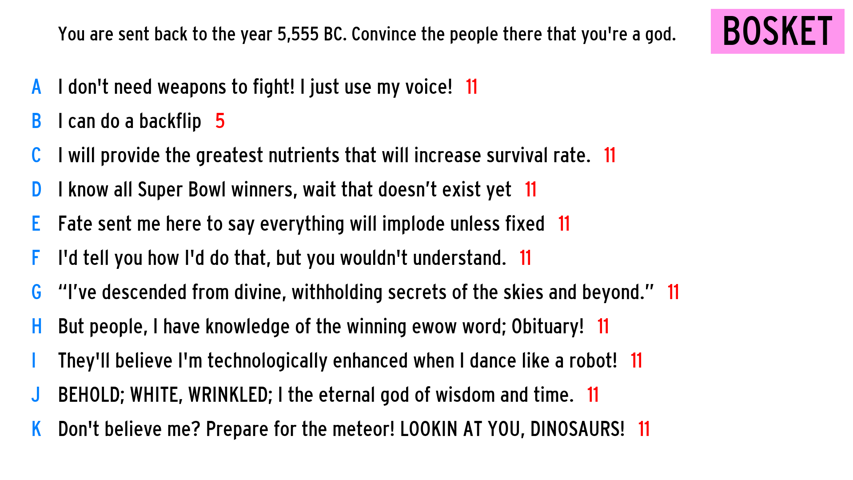 You are sent back to the year 5,555 BC. Convince the people there that you're a god.
BOSKET
A I don't need weapons to fight! I just use my voice! 11
B I can do a backflip 5
C I will provide the greatest nutrients that will increase survival rate. 11
D I know all Super Bowl winners, wait that doesn’t exist yet 11
E Fate sent me here to say everything will implode unless fixed 11
F I'd tell you how I'd do that, but you wouldn't understand. 11
G “I’ve descended from divine, withholding secrets of the skies and beyond.” 11
H But people, I have knowledge of the winning ewow word; Obituary! 11
I They'll believe I'm technologically enhanced when I dance like a robot! 11
J BEHOLD; WHITE, WRINKLED; I the eternal god of wisdom and time. 11
K Don't believe me? Prepare for the meteor! LOOKIN AT YOU, DINOSAURS! 11